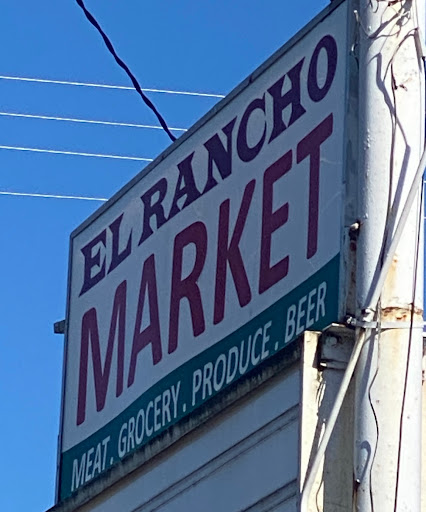 EL RANCHO
MARKET
MEAT. GROCERY. PRODUCE. BEER